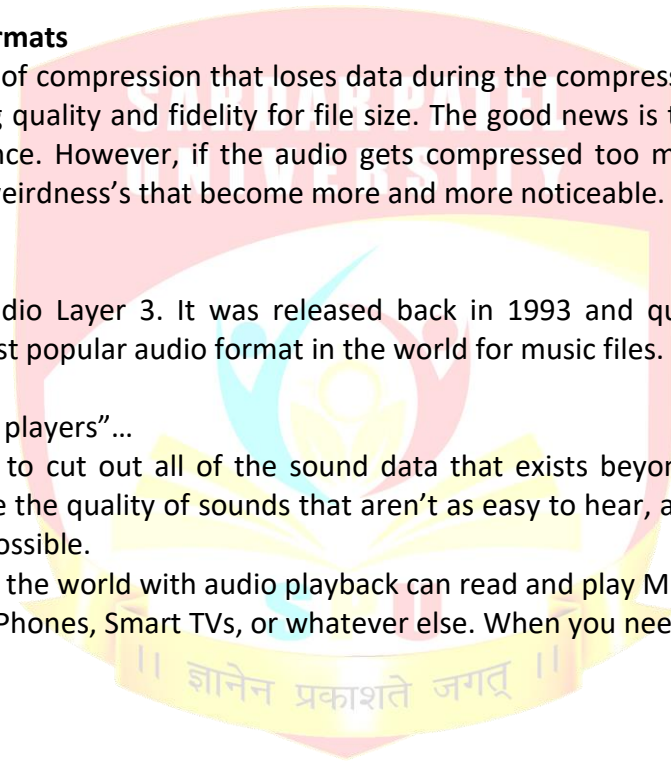 rmats
of compression that loses data during the compress
g quality and fidelity for file size. The good news is t
nce. However, if the audio gets compressed too m
weirdness’s that become more and more noticeable.
dio Layer 3. It was released back in 1993 and qu
st popular audio format in the world for music files.
players”…
to cut out all of the sound data that exists beyon
e the quality of sounds that aren’t as easy to hear, a
ossible.
the world with audio playback can read and play M
Phones, Smart TVs, or whatever else. When you nee
SARDAR PATEL
UNIVERSITY
SPU
॥ ज्ञानेन प्रकाशते जगत् ॥